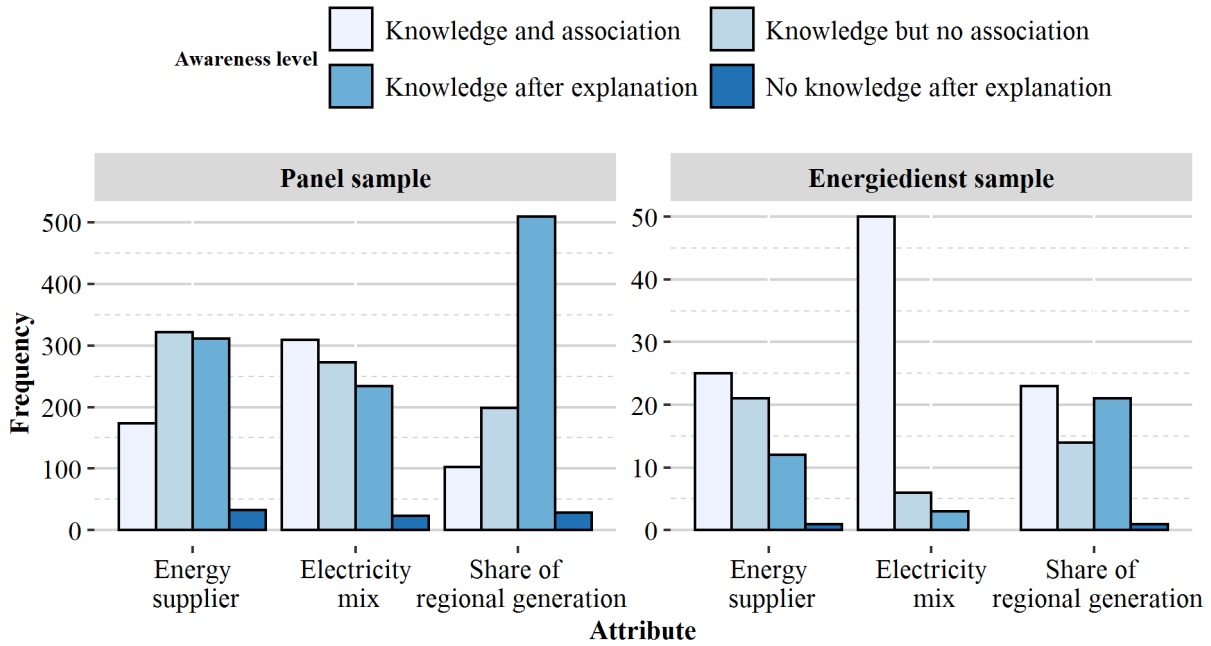 Awareness level
Knowledge and association
Knowledge but no association
Knowledge after explanation
No knowledge after explanation
Panel sample
Energiedienst sample
Frequency
500
400
300
200
100
0
50
40
30
20
10
0
Energy
supplier
Electricity
mix
Share of
regional generation
Energy
supplier
Electricity
mix
Share of
regional generation
Attribute